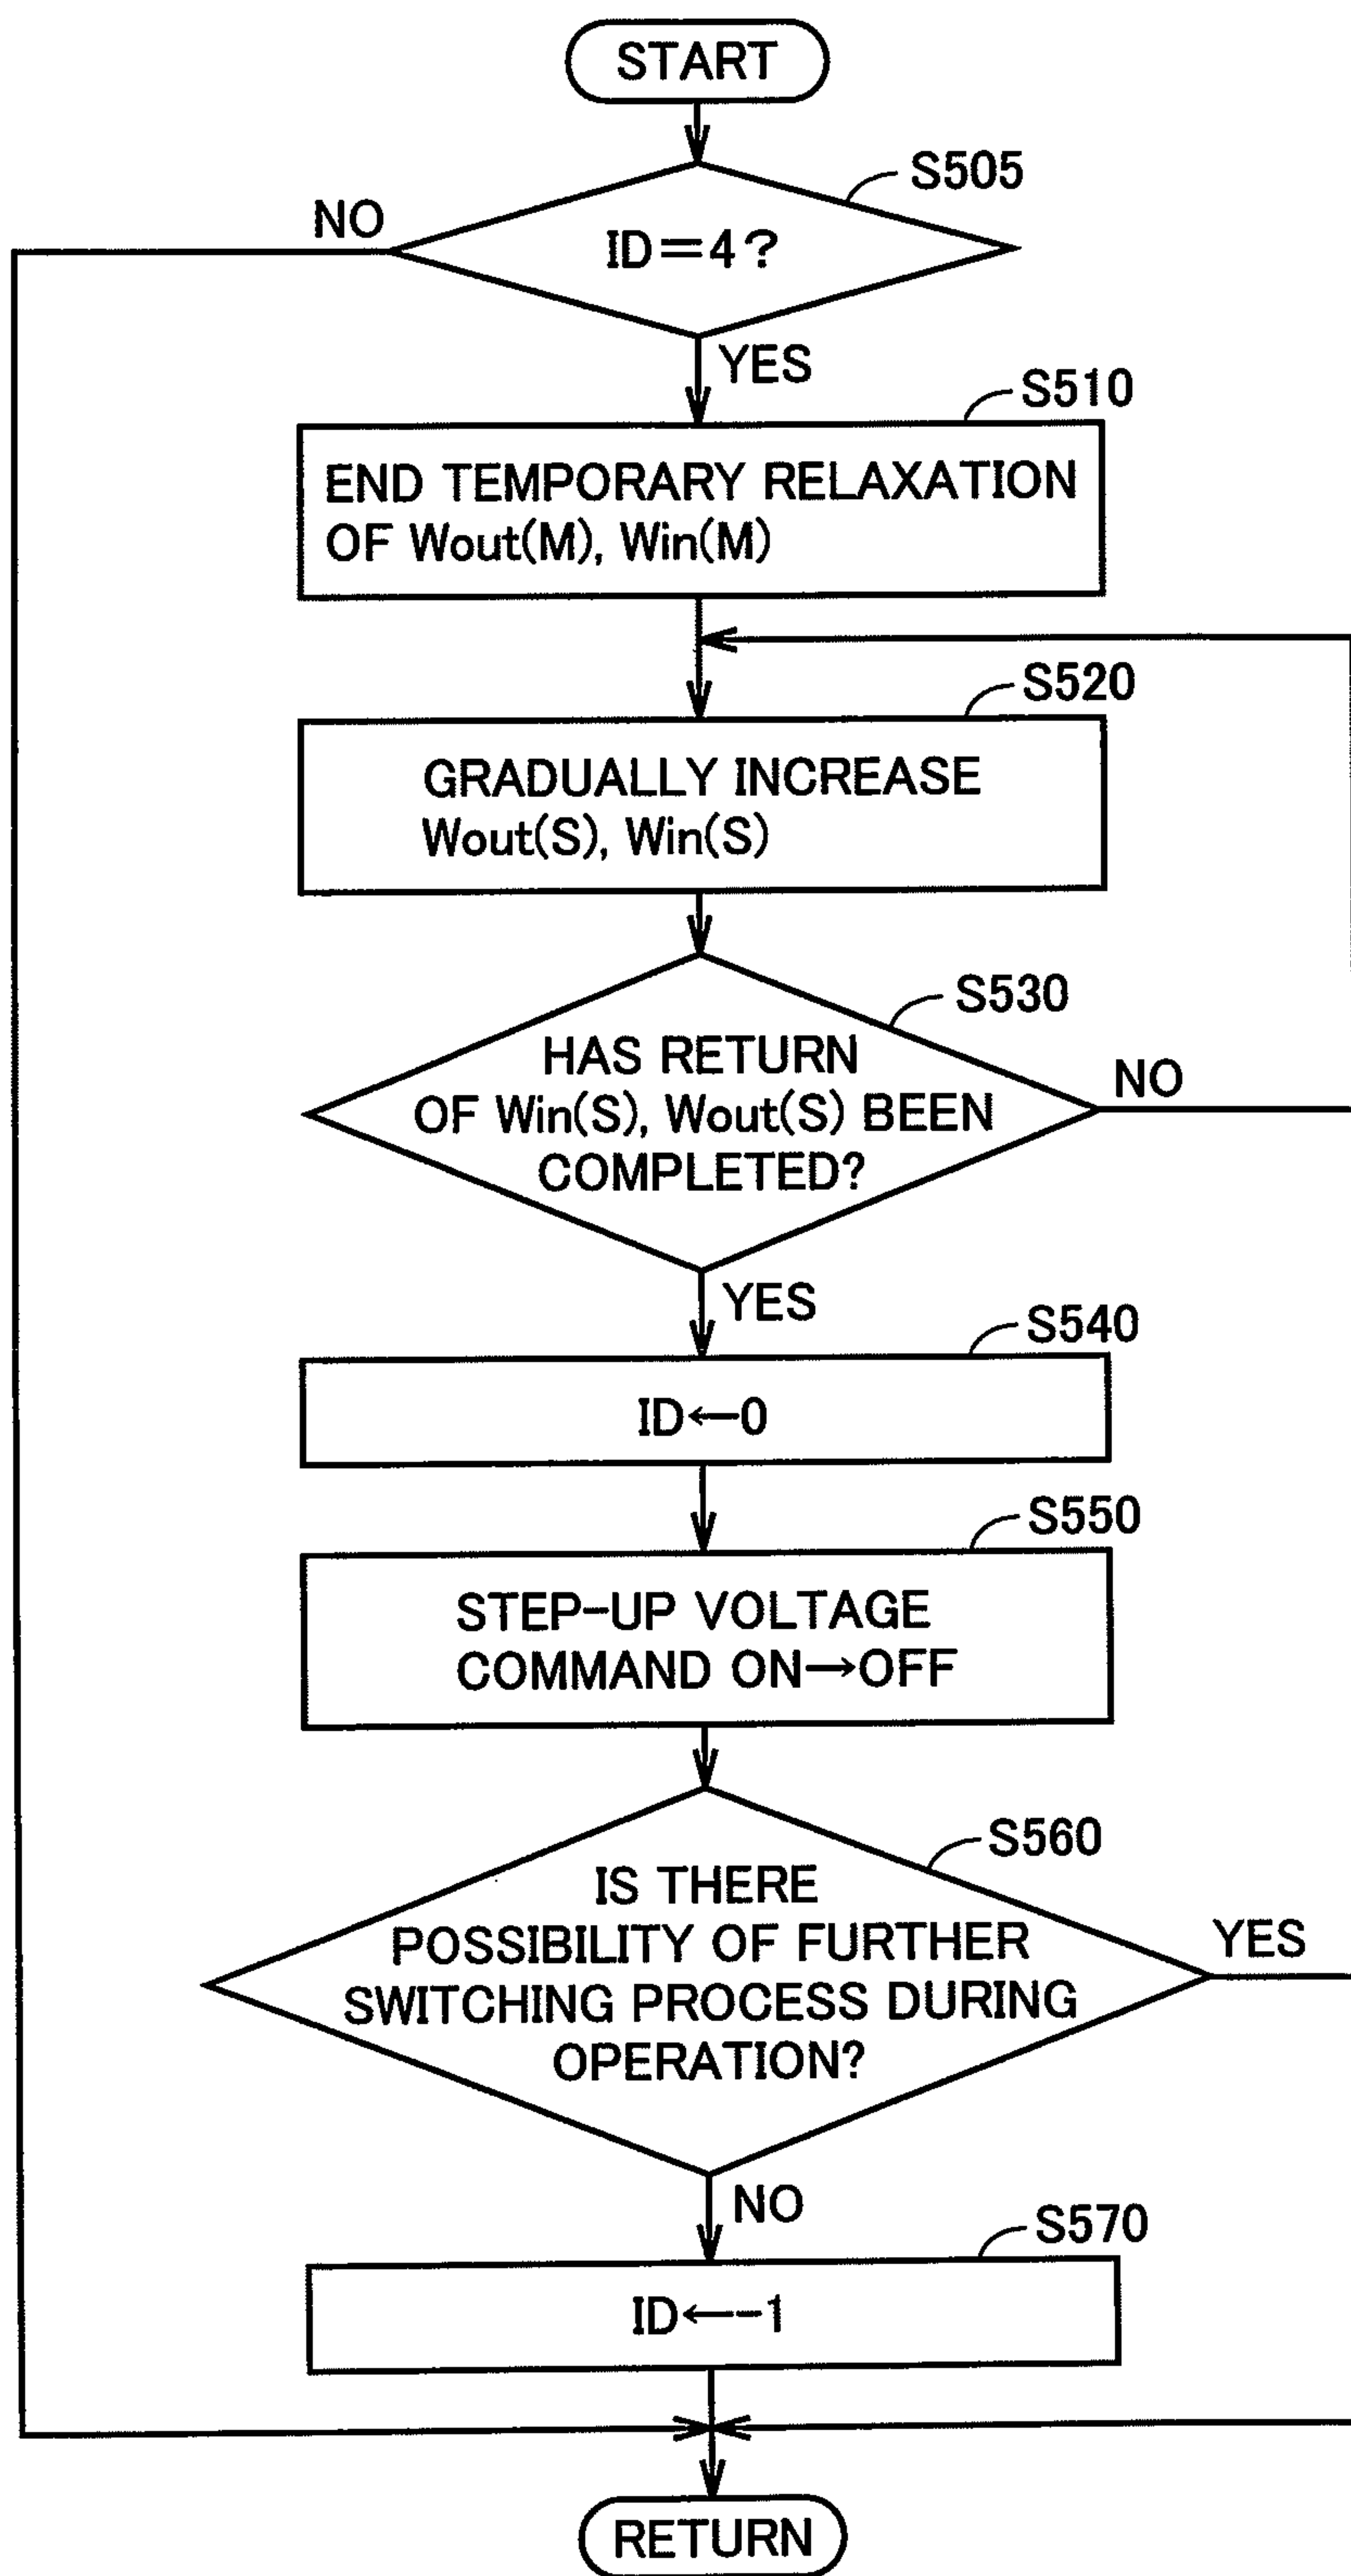 START
S505
NO
ID=4?
YES
S510
END TEMPORARY RELAXATION
OF Wout(M), Win(M)
S520
GRADUALLY INCREASE
Wout(S), Win(S)
S530
HAS RETURN
OF Win(S), Wout(S) BEEN
COMPLETED?
NO
YES
S540
ID←0
S550
STEP-UP VOLTAGE
COMMAND ON→OFF
S560
IS THERE
POSSIBILITY OF FURTHER
SWITCHING PROCESS DURING
OPERATION?
YES
NO
S570
ID←-1
RETURN